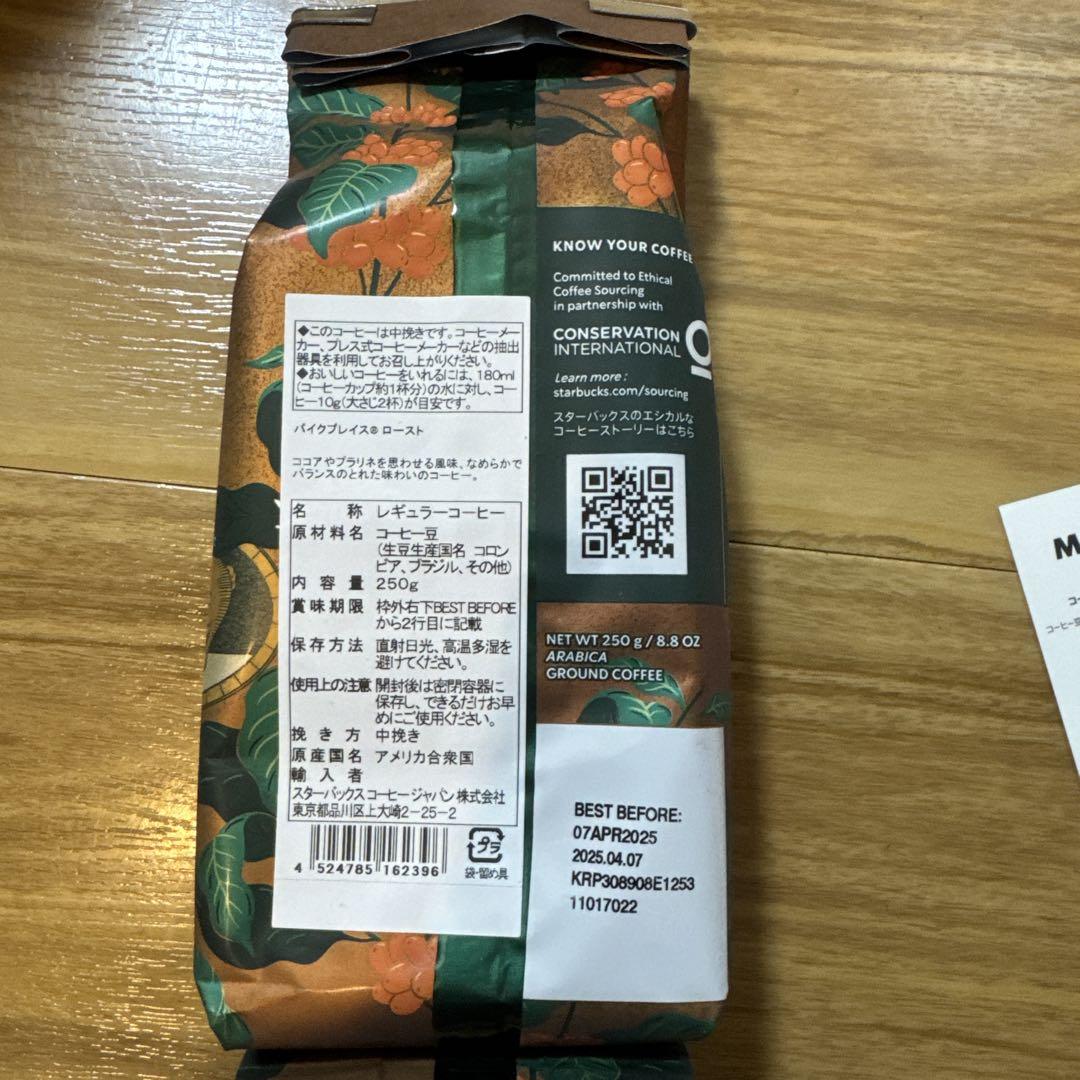 ◆このコーヒーは中挽きです。コーヒーメー
カー、プレス式コーヒーメーカーなどの抽出
器具を利用してお召し上がりください。
◆おいしいコーヒーをいれるには、180ml
(コーヒーカップ約1杯分)の水に対し、コーヒ
ー10g(大さじ2杯)が目安です。
パイクプレイス® ロースト
ココアやプラリネを思わせる風味、なめらかで
バランスのとれた味わいのコーヒー。
名称 レギュラーコーヒー
原材料名 コーヒー豆
(生豆生産国名 コロン
ビア、ブラジル、その他)
内容量 250g
賞味期限 枠外右下BEST BEFORE
から2行目に記載
保存方法 直射日光、高温多湿を
避けてください。
使用上の注意 開封後は密閉容器に
保存し、できるだけお早
めにご使用ください。
挽き方 中挽き
原産国名 アメリカ合衆国
輸入者
スターバックス コーヒー ジャパン 株式会社
東京都品川区上大崎2-25-2
4 524785 162396
プラ
袋・留め具
KNOW YOUR COFFEE
Committed to Ethical
Coffee Sourcing
in partnership with
CONSERVATION
INTERNATIONAL
Learn more :
starbucks.com/sourcing
スターバックスのエシカルな
コーヒーストーリーはこちら
NET WT 250 g / 8.8 OZ
ARABICA
GROUND COFFEE
BEST BEFORE:
07APR2025
2025.04.07
KRP308908E1253
11017022